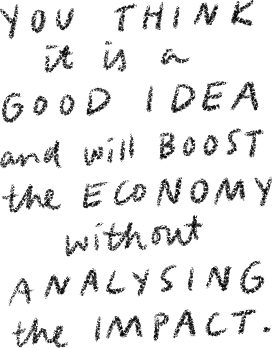 YOU THINK
it is a
GOOD IDEA
and will BOOST
the ECONOMY
without
ANALYSING
the IMPACT.